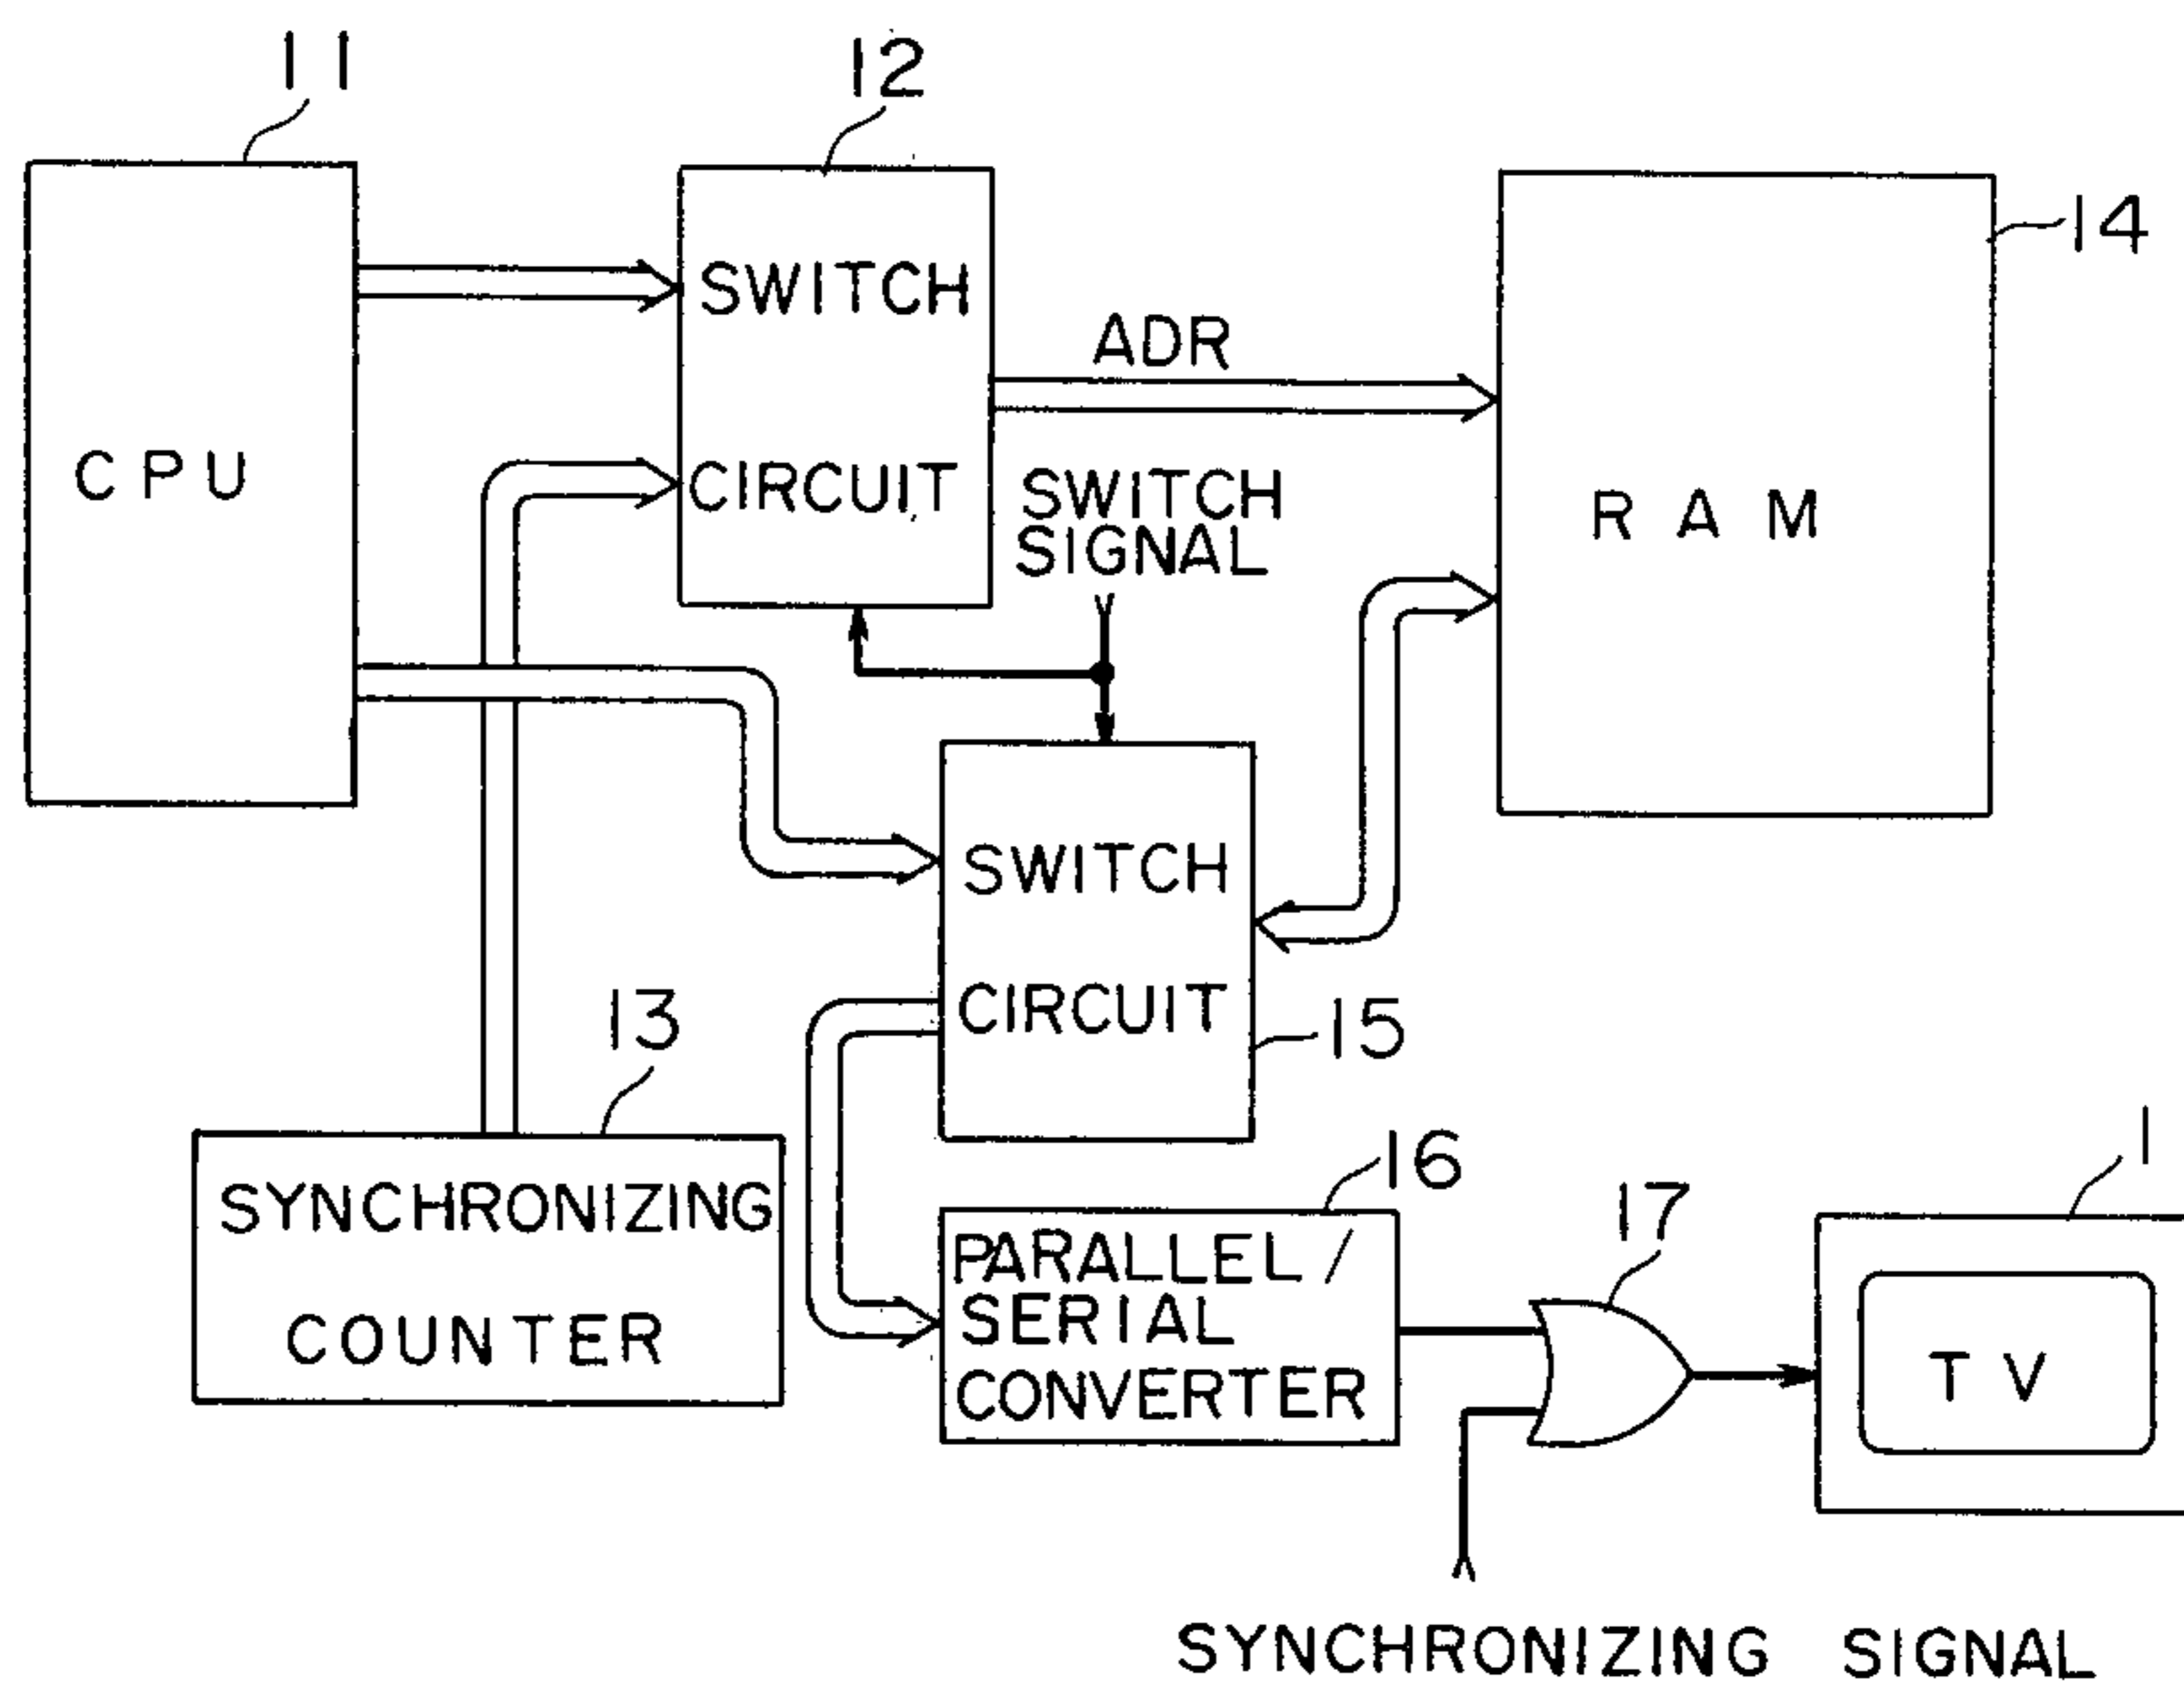 11
12
14
SWITCH
ADR
CPU
CIRCUIT
SWITCH
SIGNAL
RAM
SWITCH
CIRCUIT
13
15
SYNCHRONIZING
COUNTER
16
PARALLEL/
SERIAL
CONVERTER
17
1
TV
SYNCHRONIZING SIGNAL